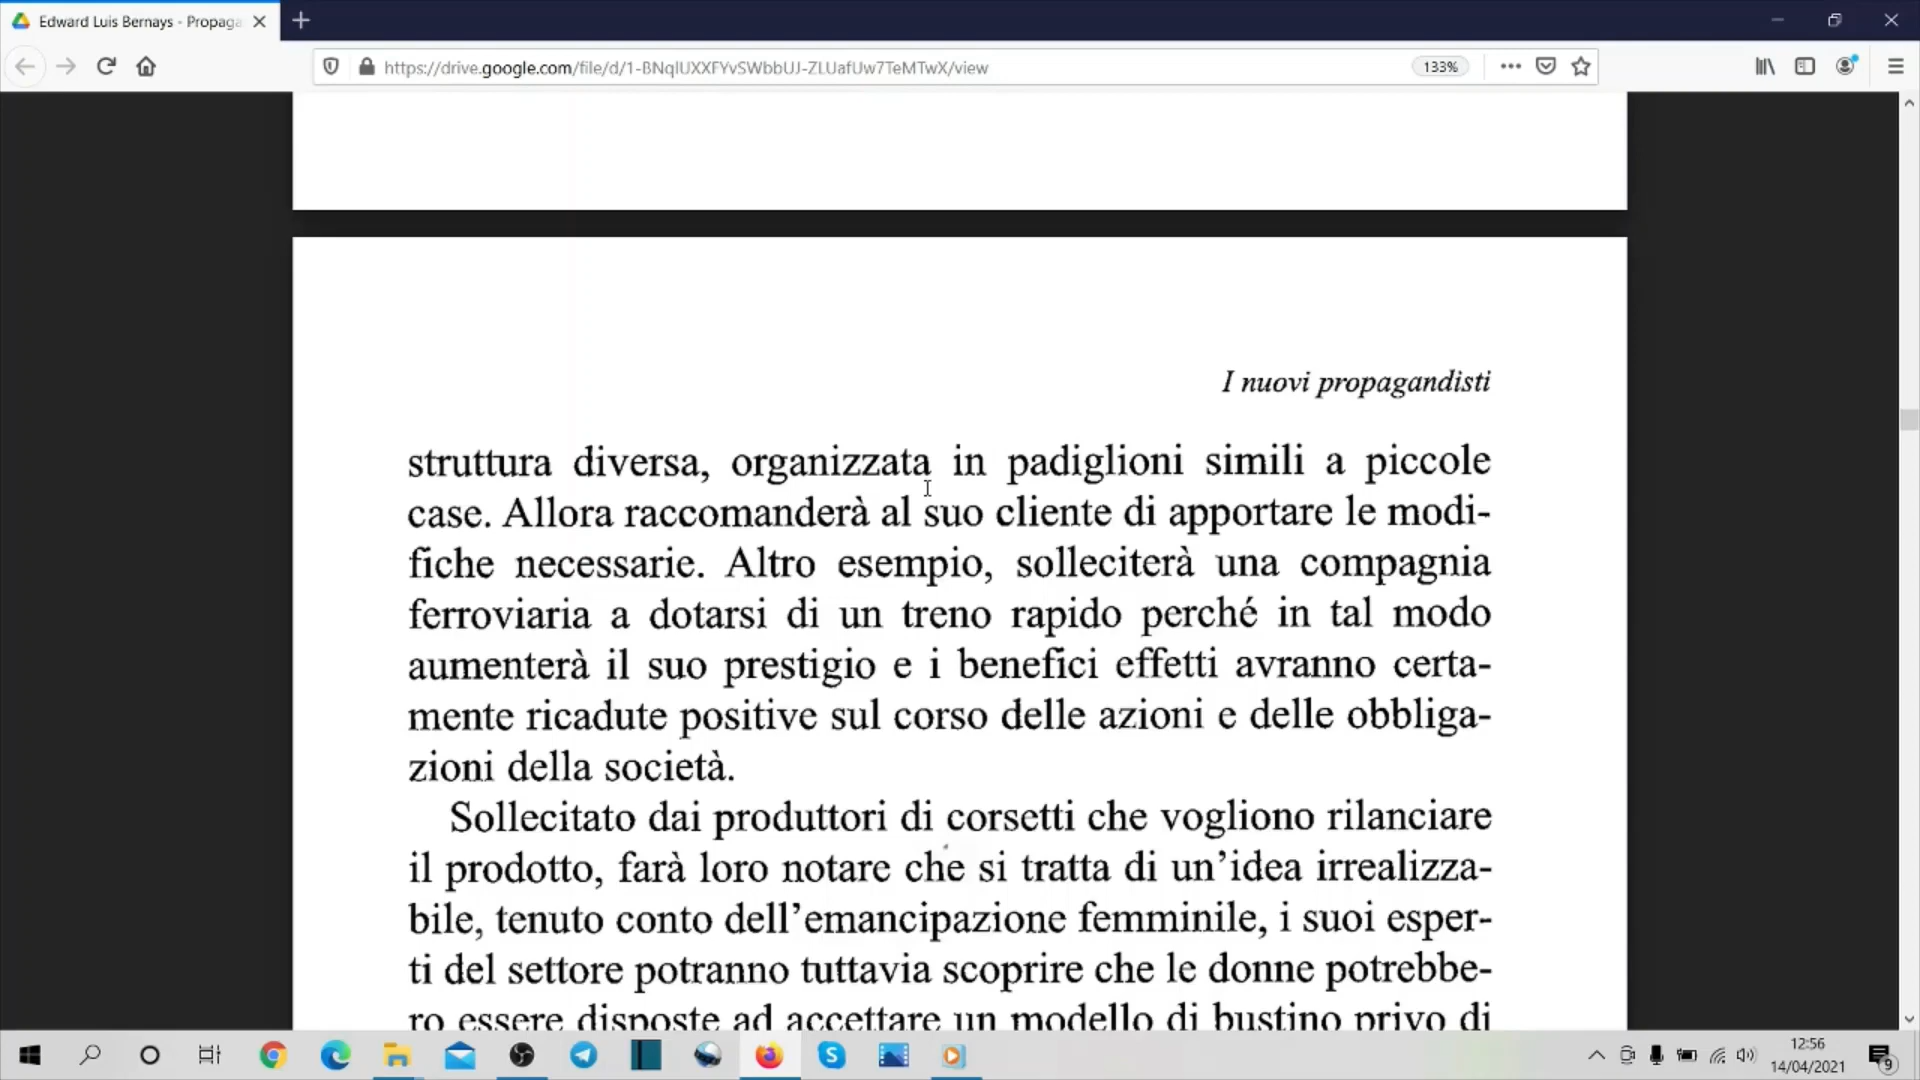 Edward Luis Bernays - Propaga
https://drive.google.com/file/d/1-BNqlUXXFYvSWbbUJ-ZLUafUw7TeMTwX/view
133%
I nuovi propagandisti
struttura diversa, organizzata in padiglioni simili a piccole
case. Allora raccomanderà al suo cliente di apportare le modi-
fiche necessarie. Altro esempio, solleciterà una compagnia
ferroviaria a dotarsi di un treno rapido perché in tal modo
aumenterà il suo prestigio e i benefici effetti avranno certa-
mente ricadute positive sul corso delle azioni e delle obbliga-
zioni della società.
Sollecitato dai produttori di corsetti che vogliono rilanciare
il prodotto, farà loro notare che si tratta di un’idea irrealizza-
bile, tenuto conto dell’emancipazione femminile, i suoi esper-
ti del settore potranno tuttavia scoprire che le donne potrebbe-
ro essere disposte ad accettare un modello di bustino privo di
12:56
14/04/2021
9